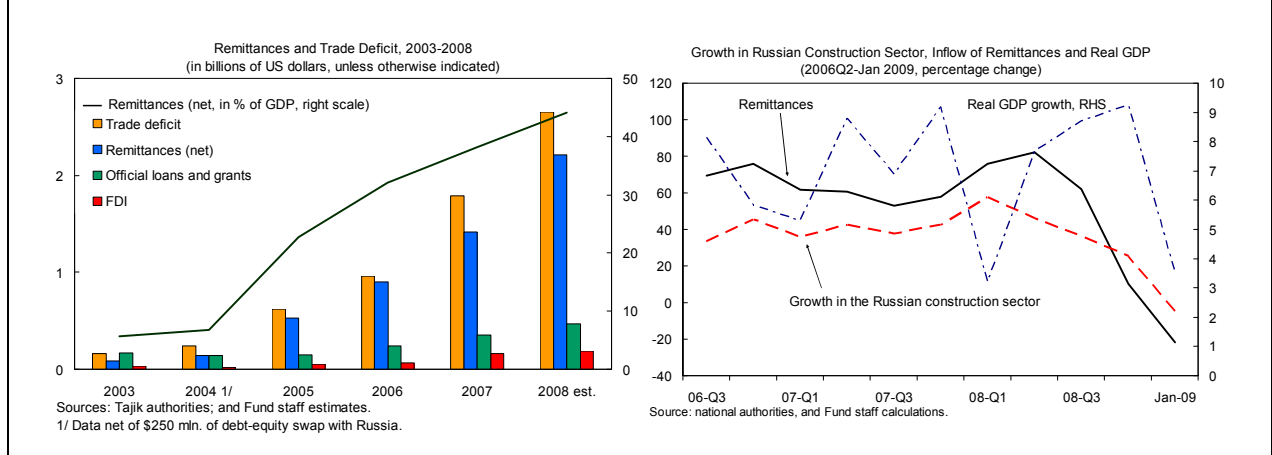 Remittances and Trade Deficit, 2003-2008
(in billions of US dollars, unless otherwise indicated)
3
50
Remittances (net, in % of GDP, right scale)
Trade deficit
40
Remittances (net)
2
30
Official loans and grants
FDI
20
1
10
0
0
2003
2004 1/
2005
2006
2007
2008 est.
Sources: Tajik authorities; and Fund staff estimates.
1/ Data net of $250 mln. of debt-equity swap with Russia.
Growth in Russian Construction Sector, Inflow of Remittances and Real GDP
(2006Q2-Jan 2009, percentage change)
120
10
Remittances
Real GDP growth, RHS
9
100
8
80
7
60
6
5
40
4
20
3
0
Growth in the Russian construction sector
2
-20
1
-40
0
06-Q3
07-Q1
07-Q3
08-Q1
08-Q3
Jan-09
Source: national authorities, and Fund staff calculations.